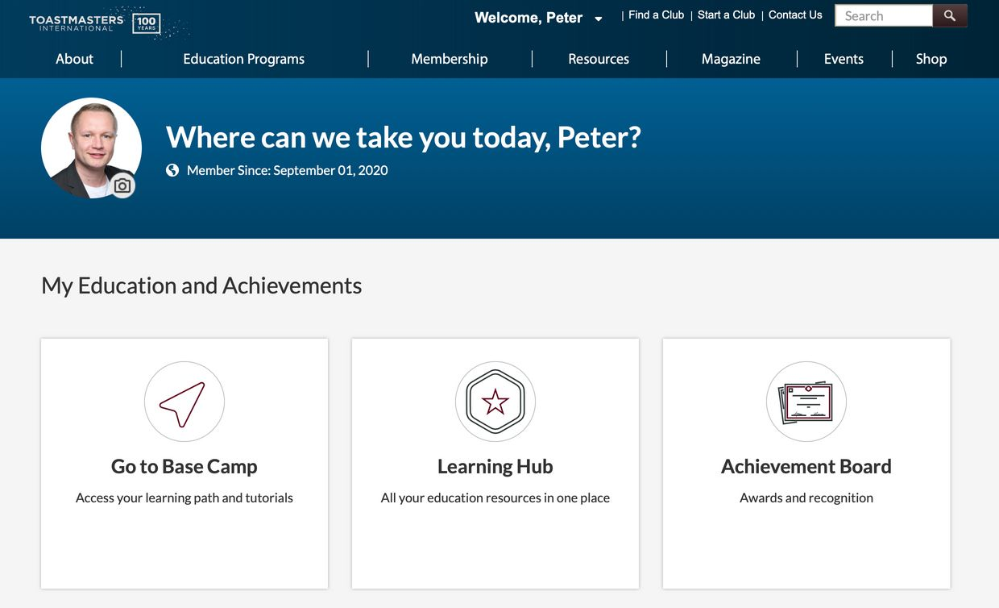 TOASTMASTERS
INTERNATIONAL
100
YEARS
Welcome, Peter
| Find a Club | Start a Club | Contact Us
Search
About
Education Programs
Membership
Resources
Magazine
Events
Shop
Where can we take you today, Peter?
Member Since: September 01, 2020
My Education and Achievements
Go to Base Camp
Access your learning path and tutorials
Learning Hub
All your education resources in one place
Achievement Board
Awards and recognition